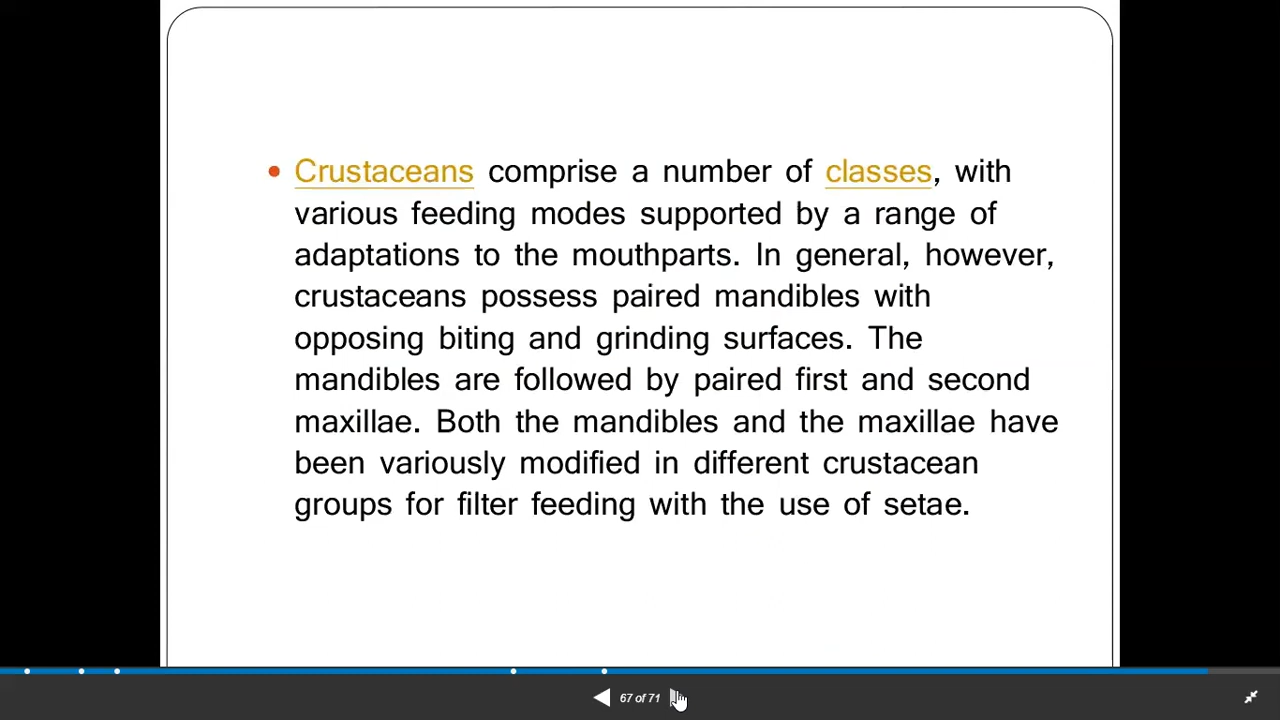 • Crustaceans comprise a number of classes, with
various feeding modes supported by a range of
adaptations to the mouthparts. In general, however,
crustaceans possess paired mandibles with
opposing biting and grinding surfaces. The
mandibles are followed by paired first and second
maxillae. Both the mandibles and the maxillae have
been variously modified in different crustacean
groups for filter feeding with the use of setae.
67 of 71